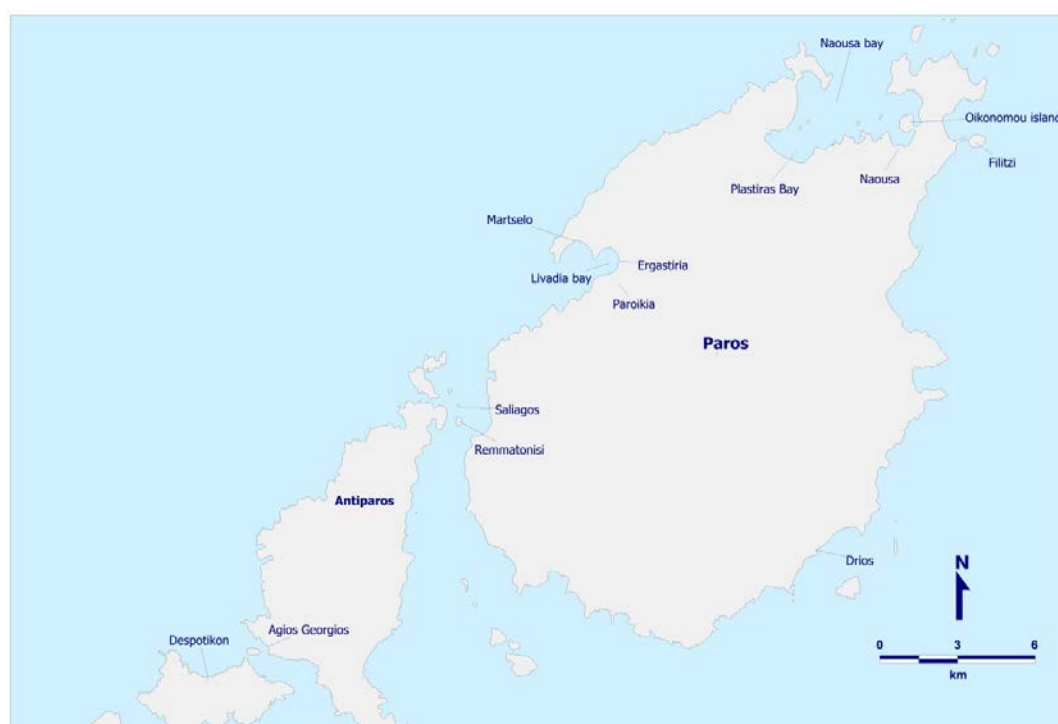 Naousa bay
Oikonomou island
Filitzi
Naousa
Plastiras Bay
Martselo
Ergastiria
Livadia bay
Paroikia
Paros
Saliagos
Remmatonisi
Antiparos
Drios
N
Agios Georgios
Despotikon
0 3 6
km